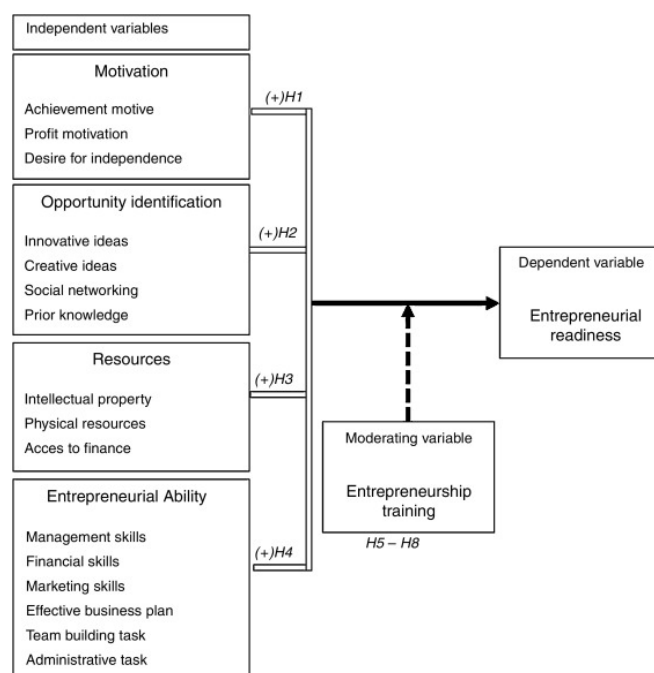 Independent variables
Motivation
Achievement motive
Profit motivation
Desire for independence
(+)H1
Opportunity identification
Innovative ideas
Creative ideas
Social networking
Prior knowledge
(+)H2
Resources
Intellectual property
Physical resources
Acces to finance
(+)H3
Entrepreneurial Ability
Management skills
Financial skills
Marketing skills
Effective business plan
Team building task
Administrative task
(+)H4
Moderating variable
Entrepreneurship
training
H5 – H8
Dependent variable
Entrepreneurial
readiness